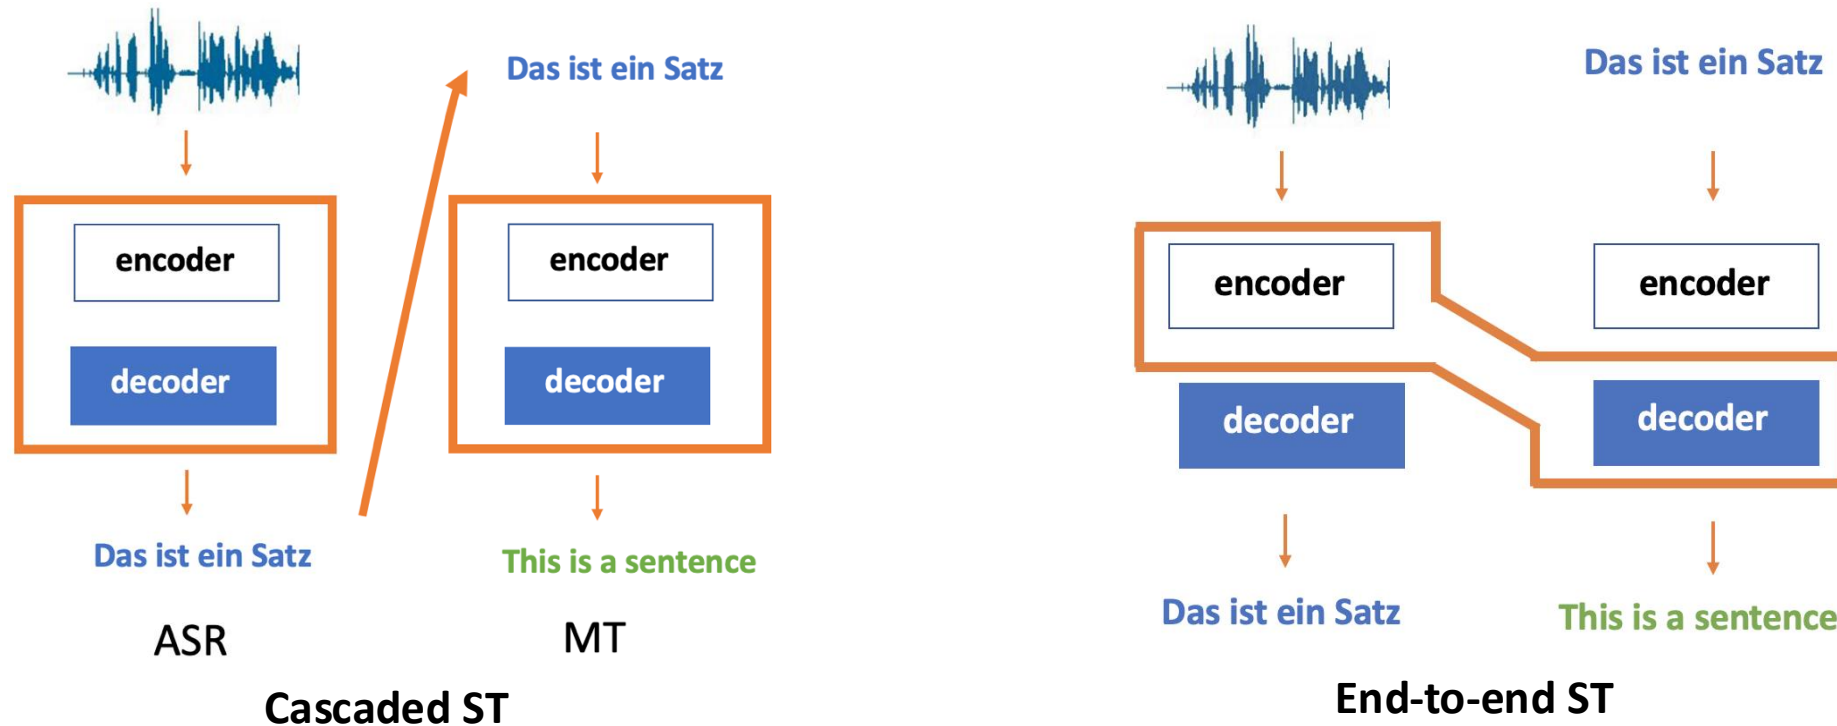 Das ist ein Satz
encoder
decoder
Das ist ein Satz
ASR
encoder
decoder
This is a sentence
MT
Cascaded ST
Das ist ein Satz
encoder
decoder
Das ist ein Satz
encoder
decoder
This is a sentence
End-to-end ST